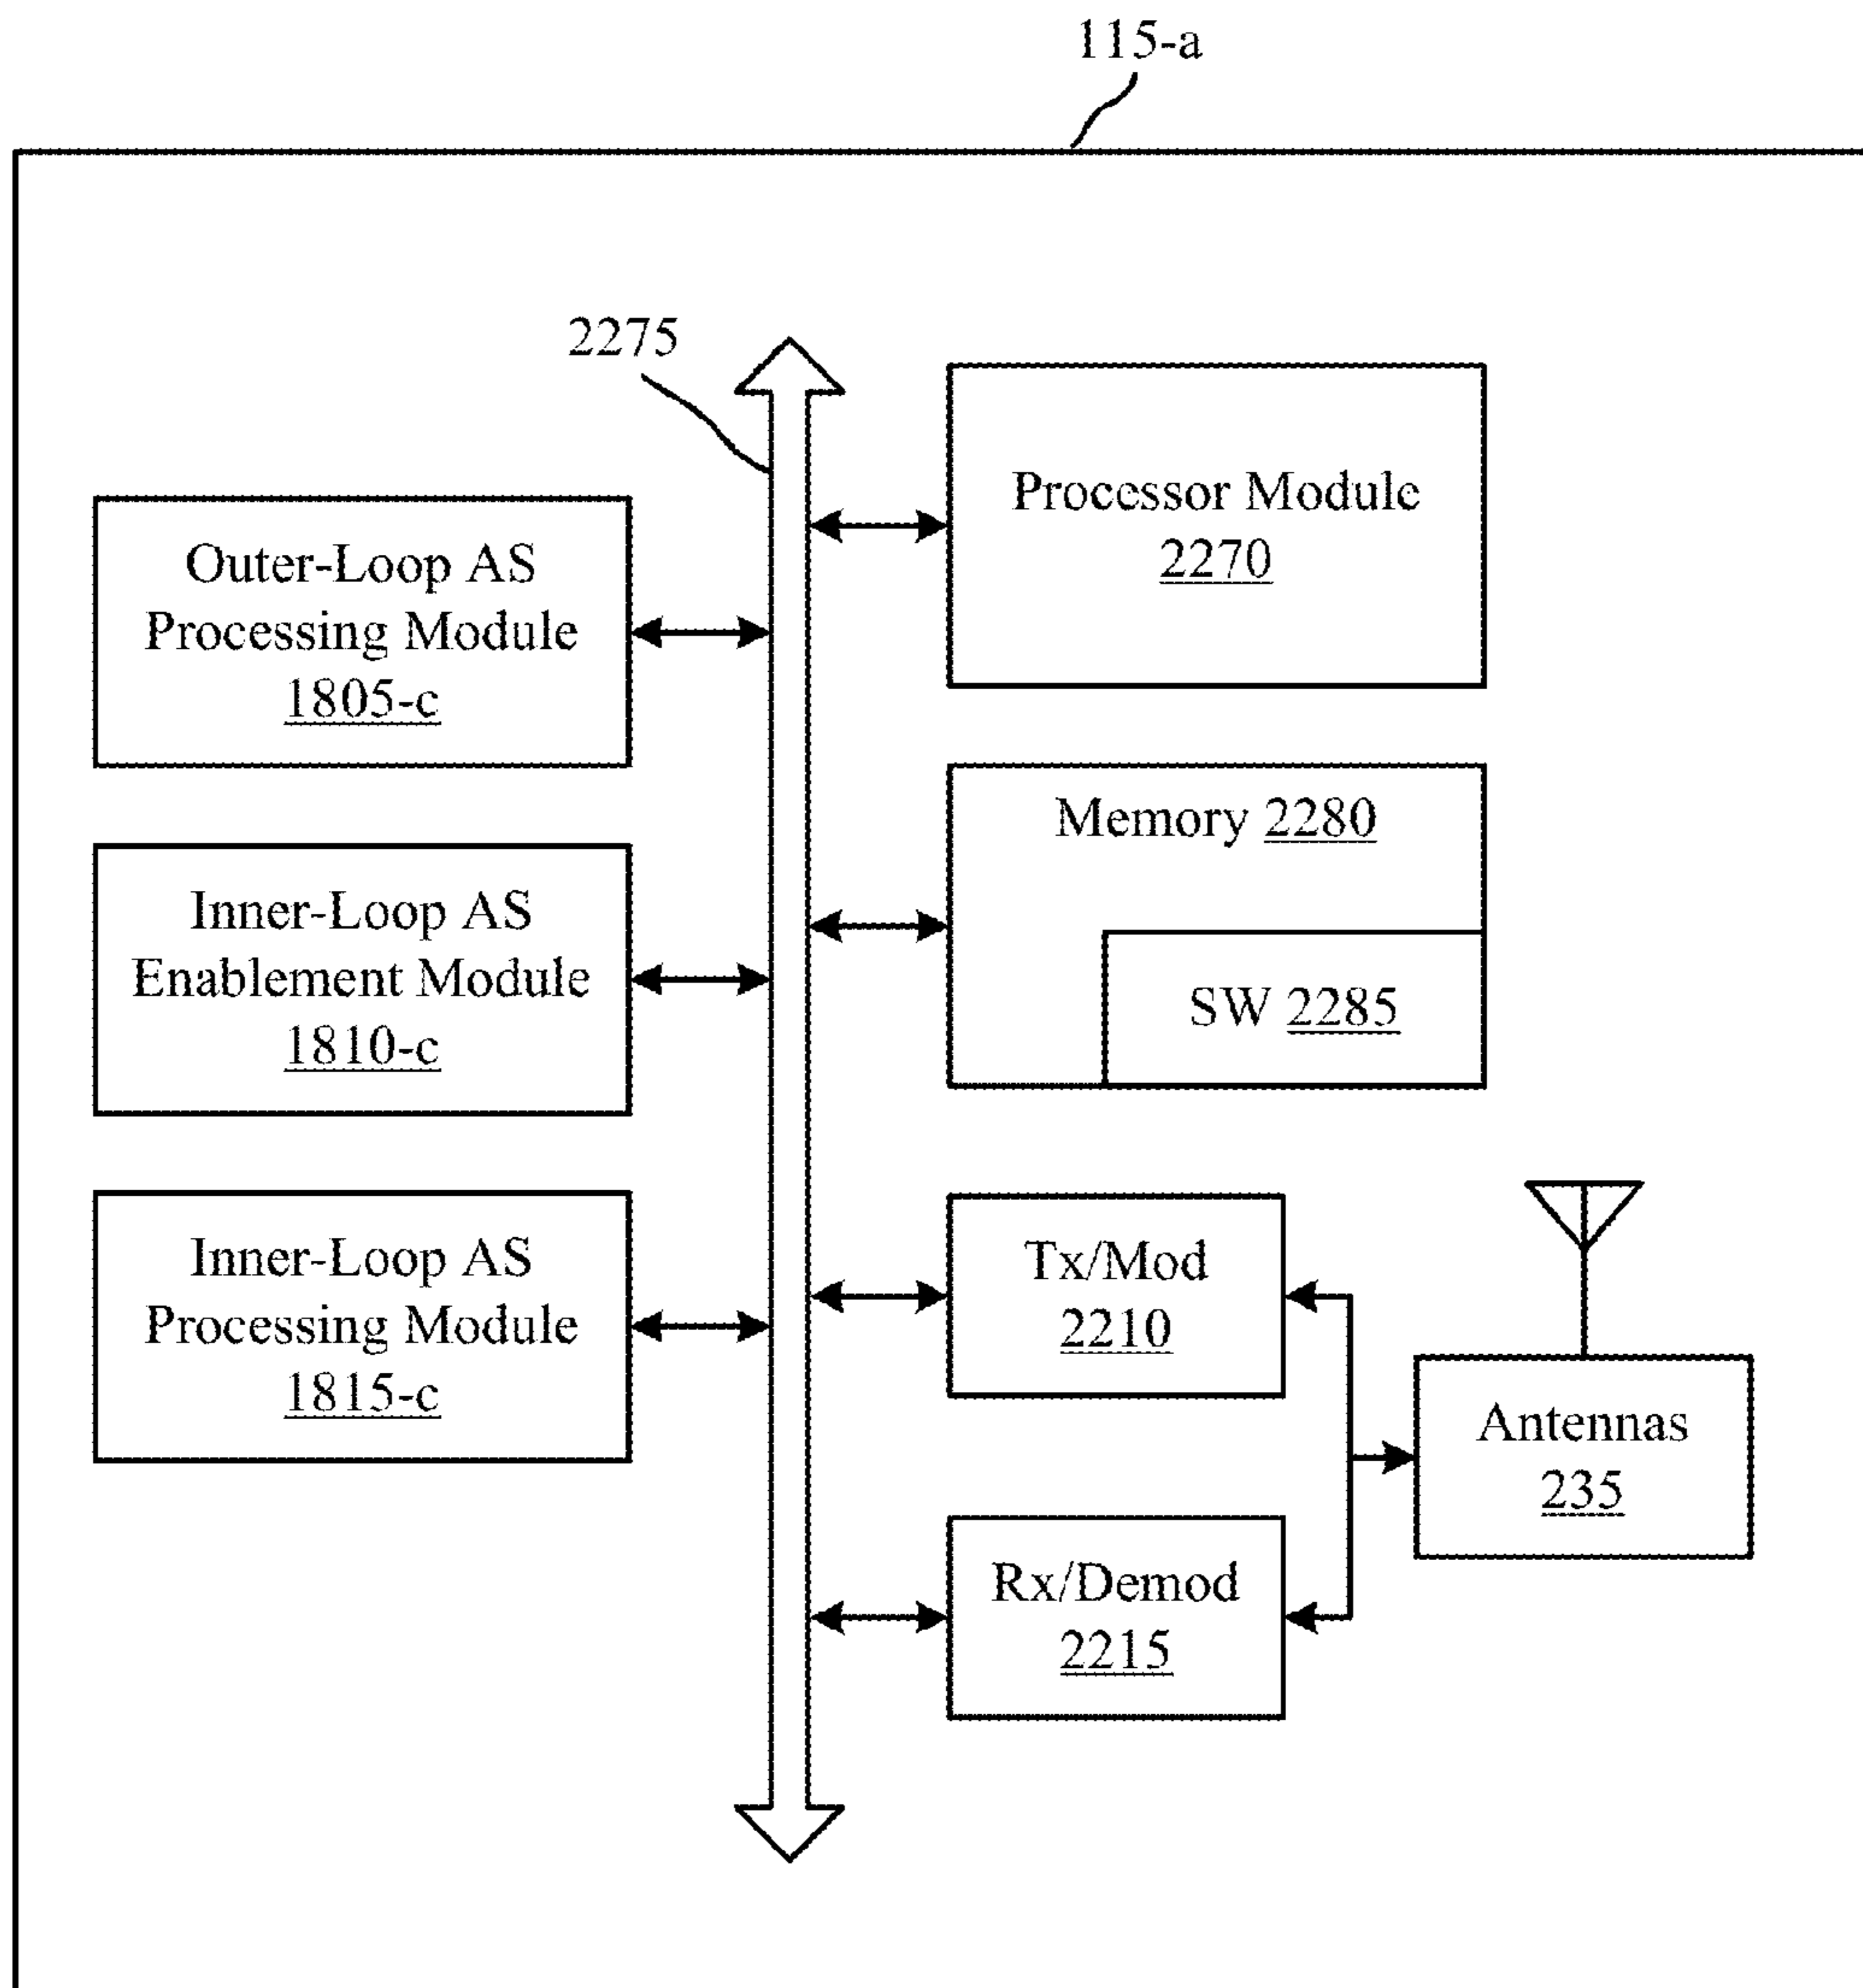 115-a
2275
Processor Module
2270
Outer-Loop AS
Processing Module
1805-c
Memory 2280
SW 2285
Inner-Loop AS
Enablement Module
1810-c
Inner-Loop AS
Processing Module
1815-c
Tx/Mod
2210
Antennas
235
Rx/Demod
2215